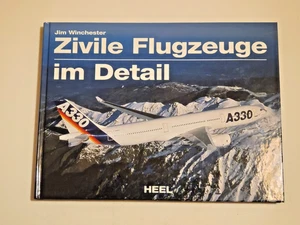 Jim Winchester
Zivile Flugzeuge
im Detail
A330
A330
HEEL